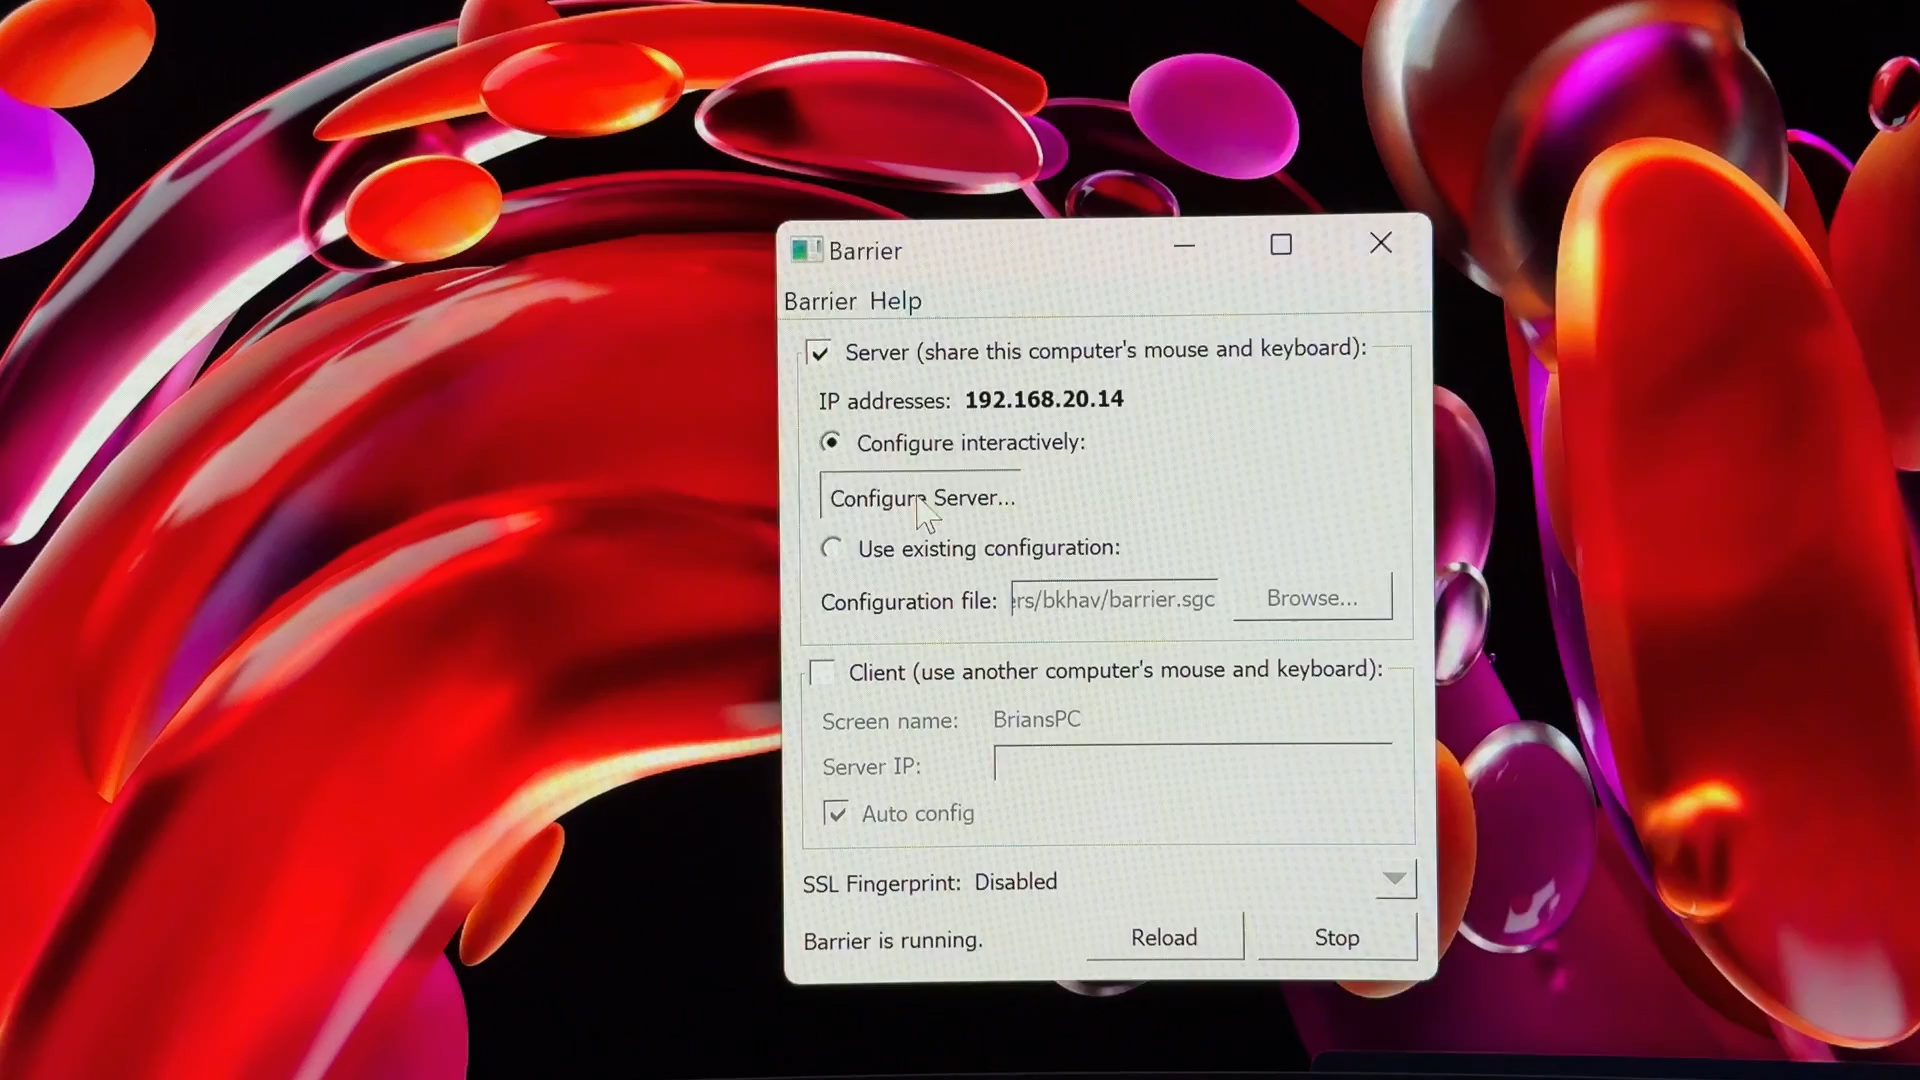 Barrier
Barrier Help
Server (share this computer's mouse and keyboard):
IP addresses: 192.168.20.14
Configure interactively:
Configure Server...
Use existing configuration:
Configuration file: ers/bkhav/barrier.sgc Browse...
Client (use another computer's mouse and keyboard):
Screen name: BriansPC
Server IP:
Auto config
SSL Fingerprint: Disabled
Barrier is running. Reload Stop